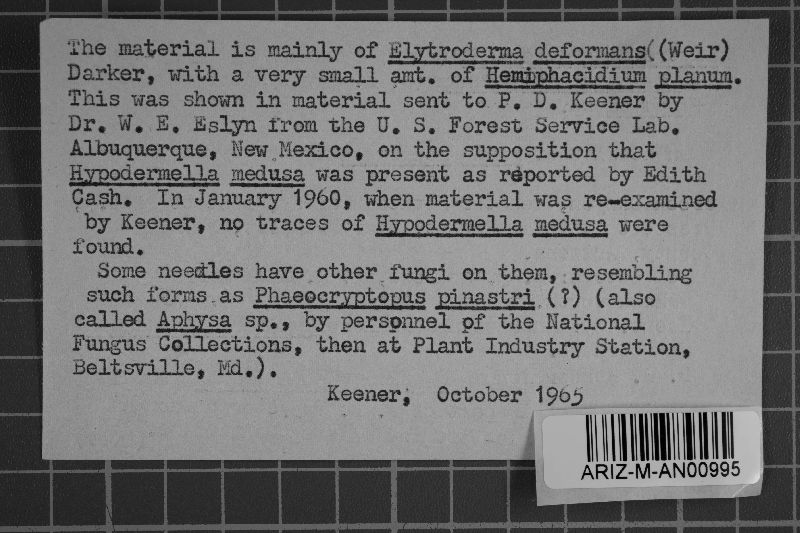 The material is mainly of Elytroderma deformans((Weir)
Darker, with a very small amt. of Hemiphacidium planum.
This was shown in material sent to P. D. Keener by
Dr. W. E. Eslyn from the U. S. Forest Service Lab.
Albuquerque, New Mexico, on the supposition that
Hypodermella medusa was present as reported by Edith
Cash. In January 1960, when material was re-examined
by Keener, no traces of Hypodermella medusa were
found.
Some needles have other fungi on them, resembling
such forms as Phaeocryptopus pinastri (?) (also
called Aphysa sp., by personnel of the National
Fungus Collections, then at Plant Industry Station,
Beltsville, Md.).
Keener, October 1965
ARIZ-M-AN00995